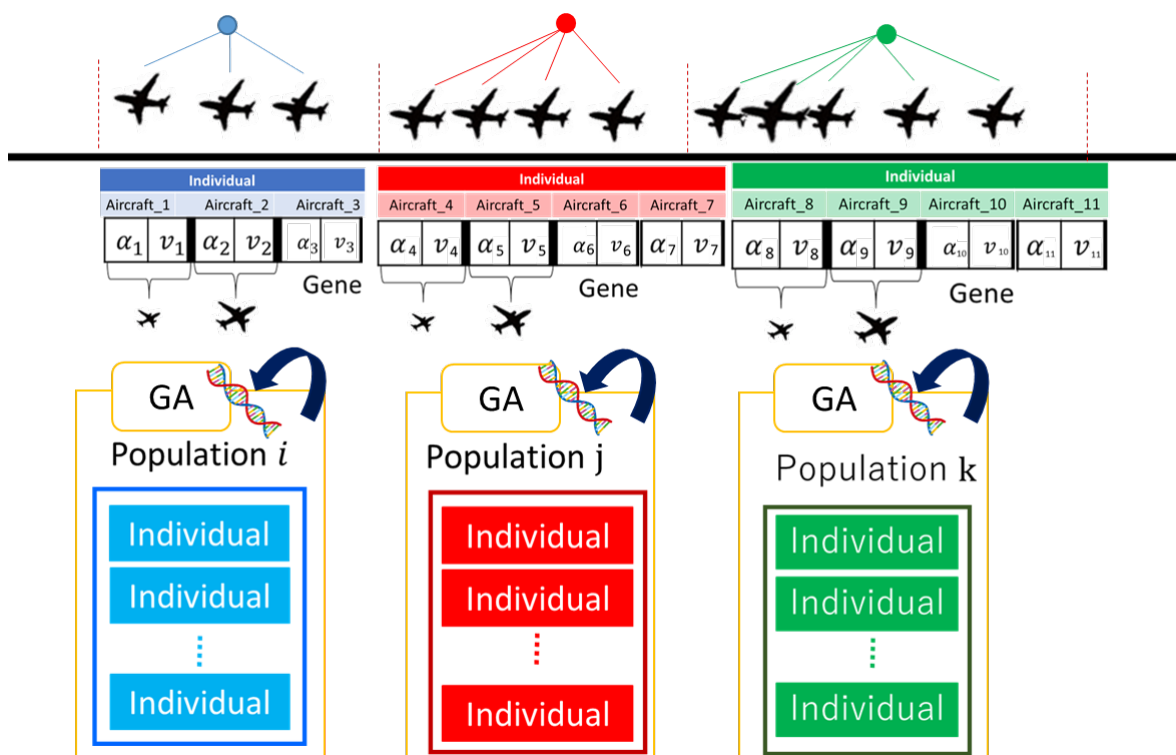 Individual
Individual
Individual
Aircraft_1 Aircraft_2 Aircraft_3
Aircraft_4 Aircraft_5 Aircraft_6 Aircraft_7
Aircraft_8 Aircraft_9 Aircraft_10 Aircraft_11
α₁ v₁ α₂ v₂ α₃ v₃
α₄ v₄ α₅ v₅ α₆ v₆ α₇ v₇
α₈ v₈ α₉ v₉ α₁₀ v₁₀ α₁₁ v₁₁
Gene
Gene
Gene
GA
Population i
Individual
Individual
Individual
GA
Population j
Individual
Individual
Individual
GA
Population k
Individual
Individual
Individual